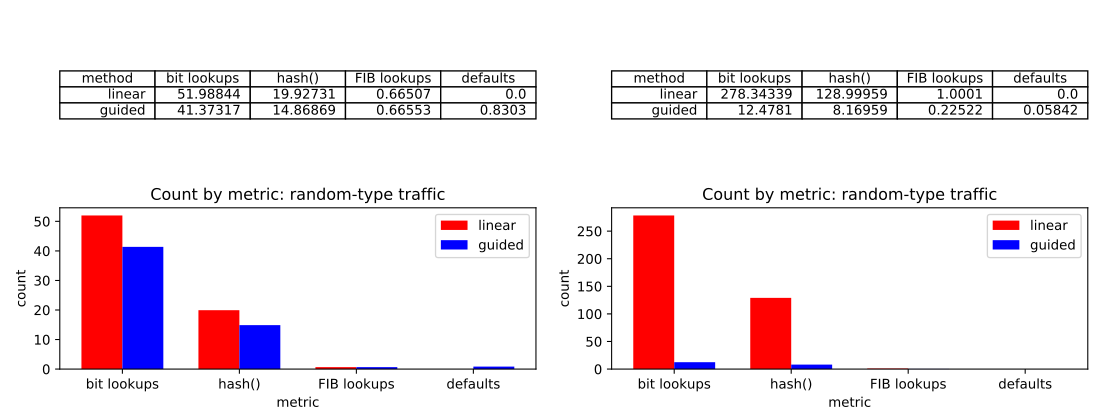 method bit lookups hash() FIB lookups defaults
linear 51.98844 19.92731 0.66507 0.0
guided 41.37317 14.86869 0.66553 0.8303
method bit lookups hash() FIB lookups defaults
linear 278.34339 128.99959 1.0001 0.0
guided 12.4781 8.16959 0.22522 0.05842
Count by metric: random-type traffic
linear
guided
50
40
30
20
10
0
count
bit lookups hash() FIB lookups defaults
metric
Count by metric: random-type traffic
linear
guided
250
200
150
100
50
0
count
bit lookups hash() FIB lookups defaults
metric